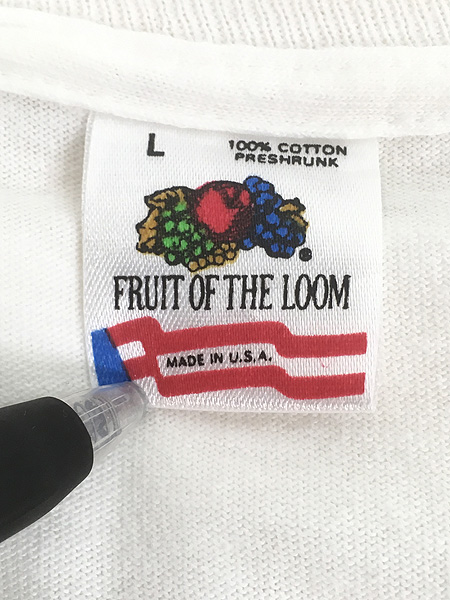 L
100% COTTON
PRESHRUNK
FRUIT OF THE LOOM
MADE IN U.S.A.